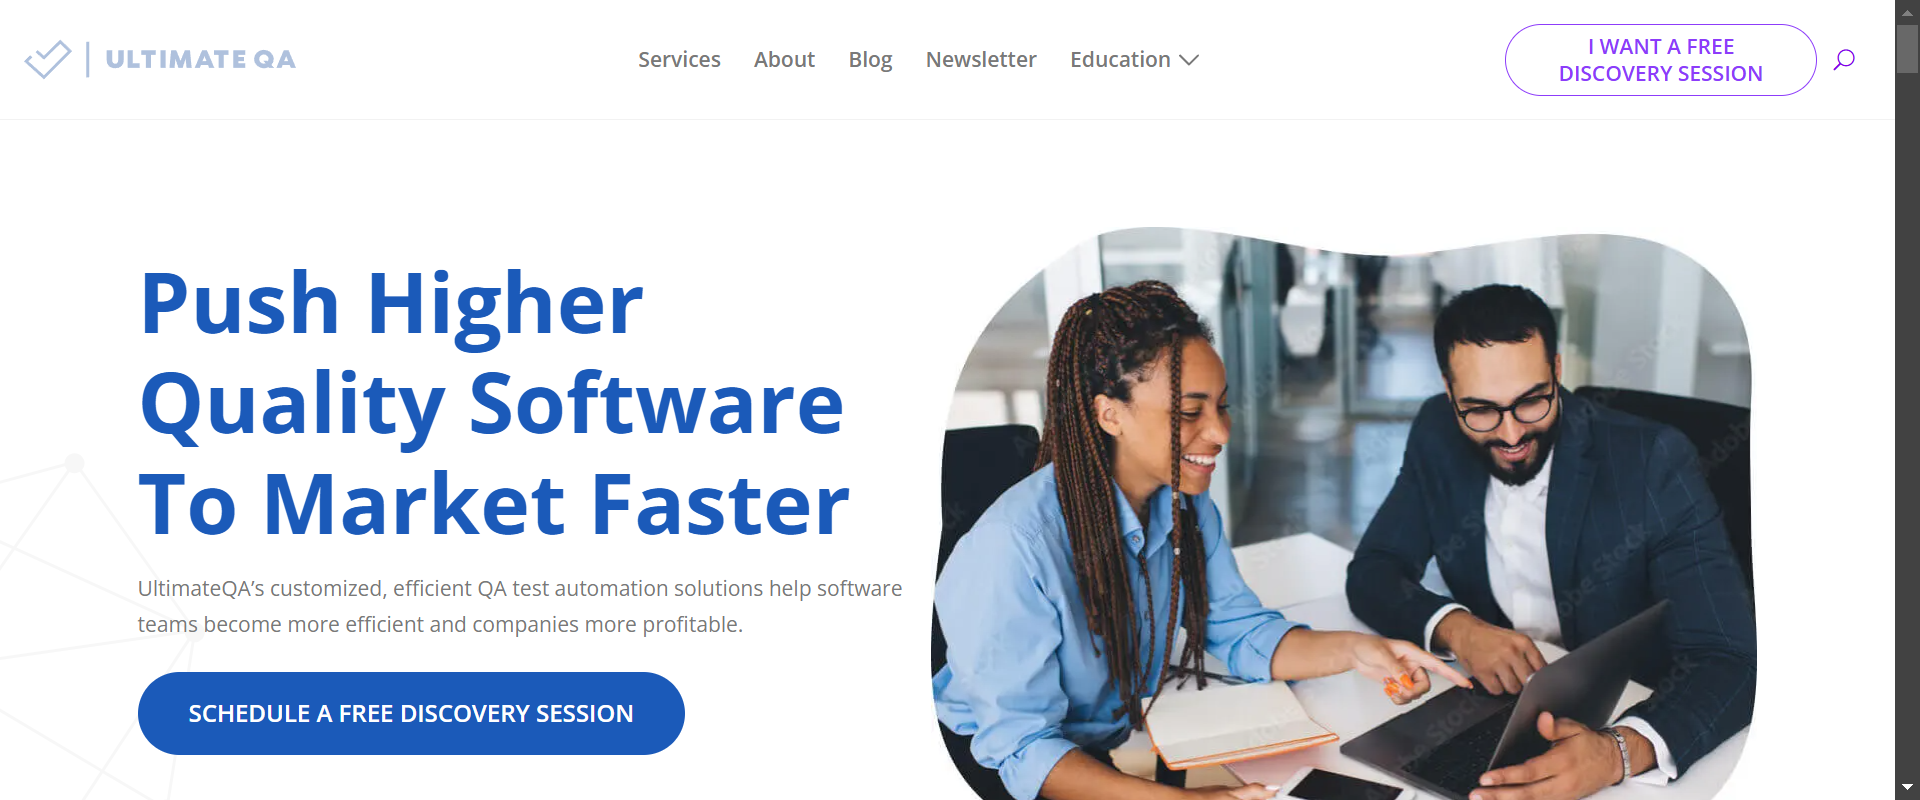 ULTIMATE QA
Services
About
Blog
Newsletter
Education
I WANT A FREE
DISCOVERY SESSION
Push Higher
Quality Software
To Market Faster
UltimateQA’s customized, efficient QA test automation solutions help software
teams become more efficient and companies more profitable.
SCHEDULE A FREE DISCOVERY SESSION
Adobe Stock